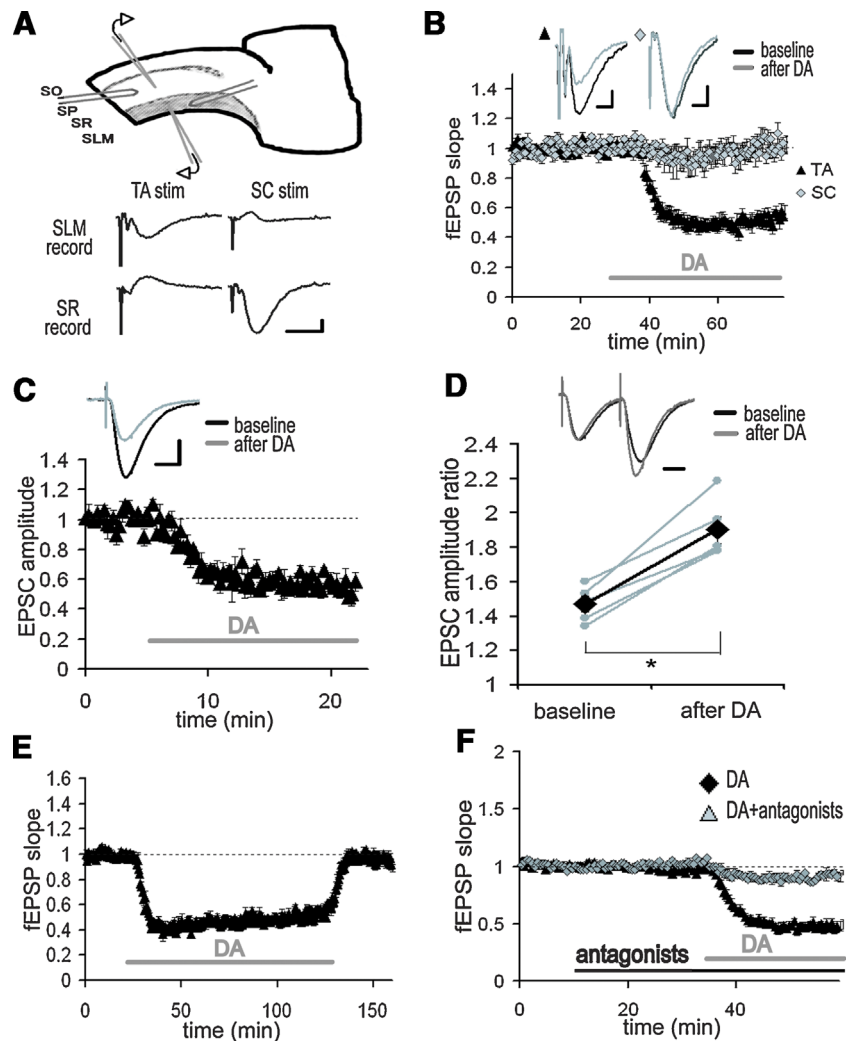 A
SO
SP
SR
SLM
TA stim
SC stim
SLM
record
SR
record
B
baseline
after DA
1.4
1.2
1
0.8
0.6
0.4
0.2
0
fEPSP slope
TA
SC
DA
0
20
40
60
time (min)
C
baseline
after DA
1.4
1.2
1
0.8
0.6
0.4
0.2
0
EPSC amplitude
DA
0
10
20
time (min)
D
baseline
after DA
2.4
2.2
2
1.8
1.6
1.4
1.2
1
EPSC amplitude ratio
*
baseline
after DA
E
1.6
1.4
1.2
1
0.8
0.6
0.4
0.2
0
fEPSP slope
DA
0
50
100
150
time (min)
F
2
1.5
1
0.5
0
fEPSP slope
DA
DA+antagonists
DA
antagonists
0
20
40
time (min)